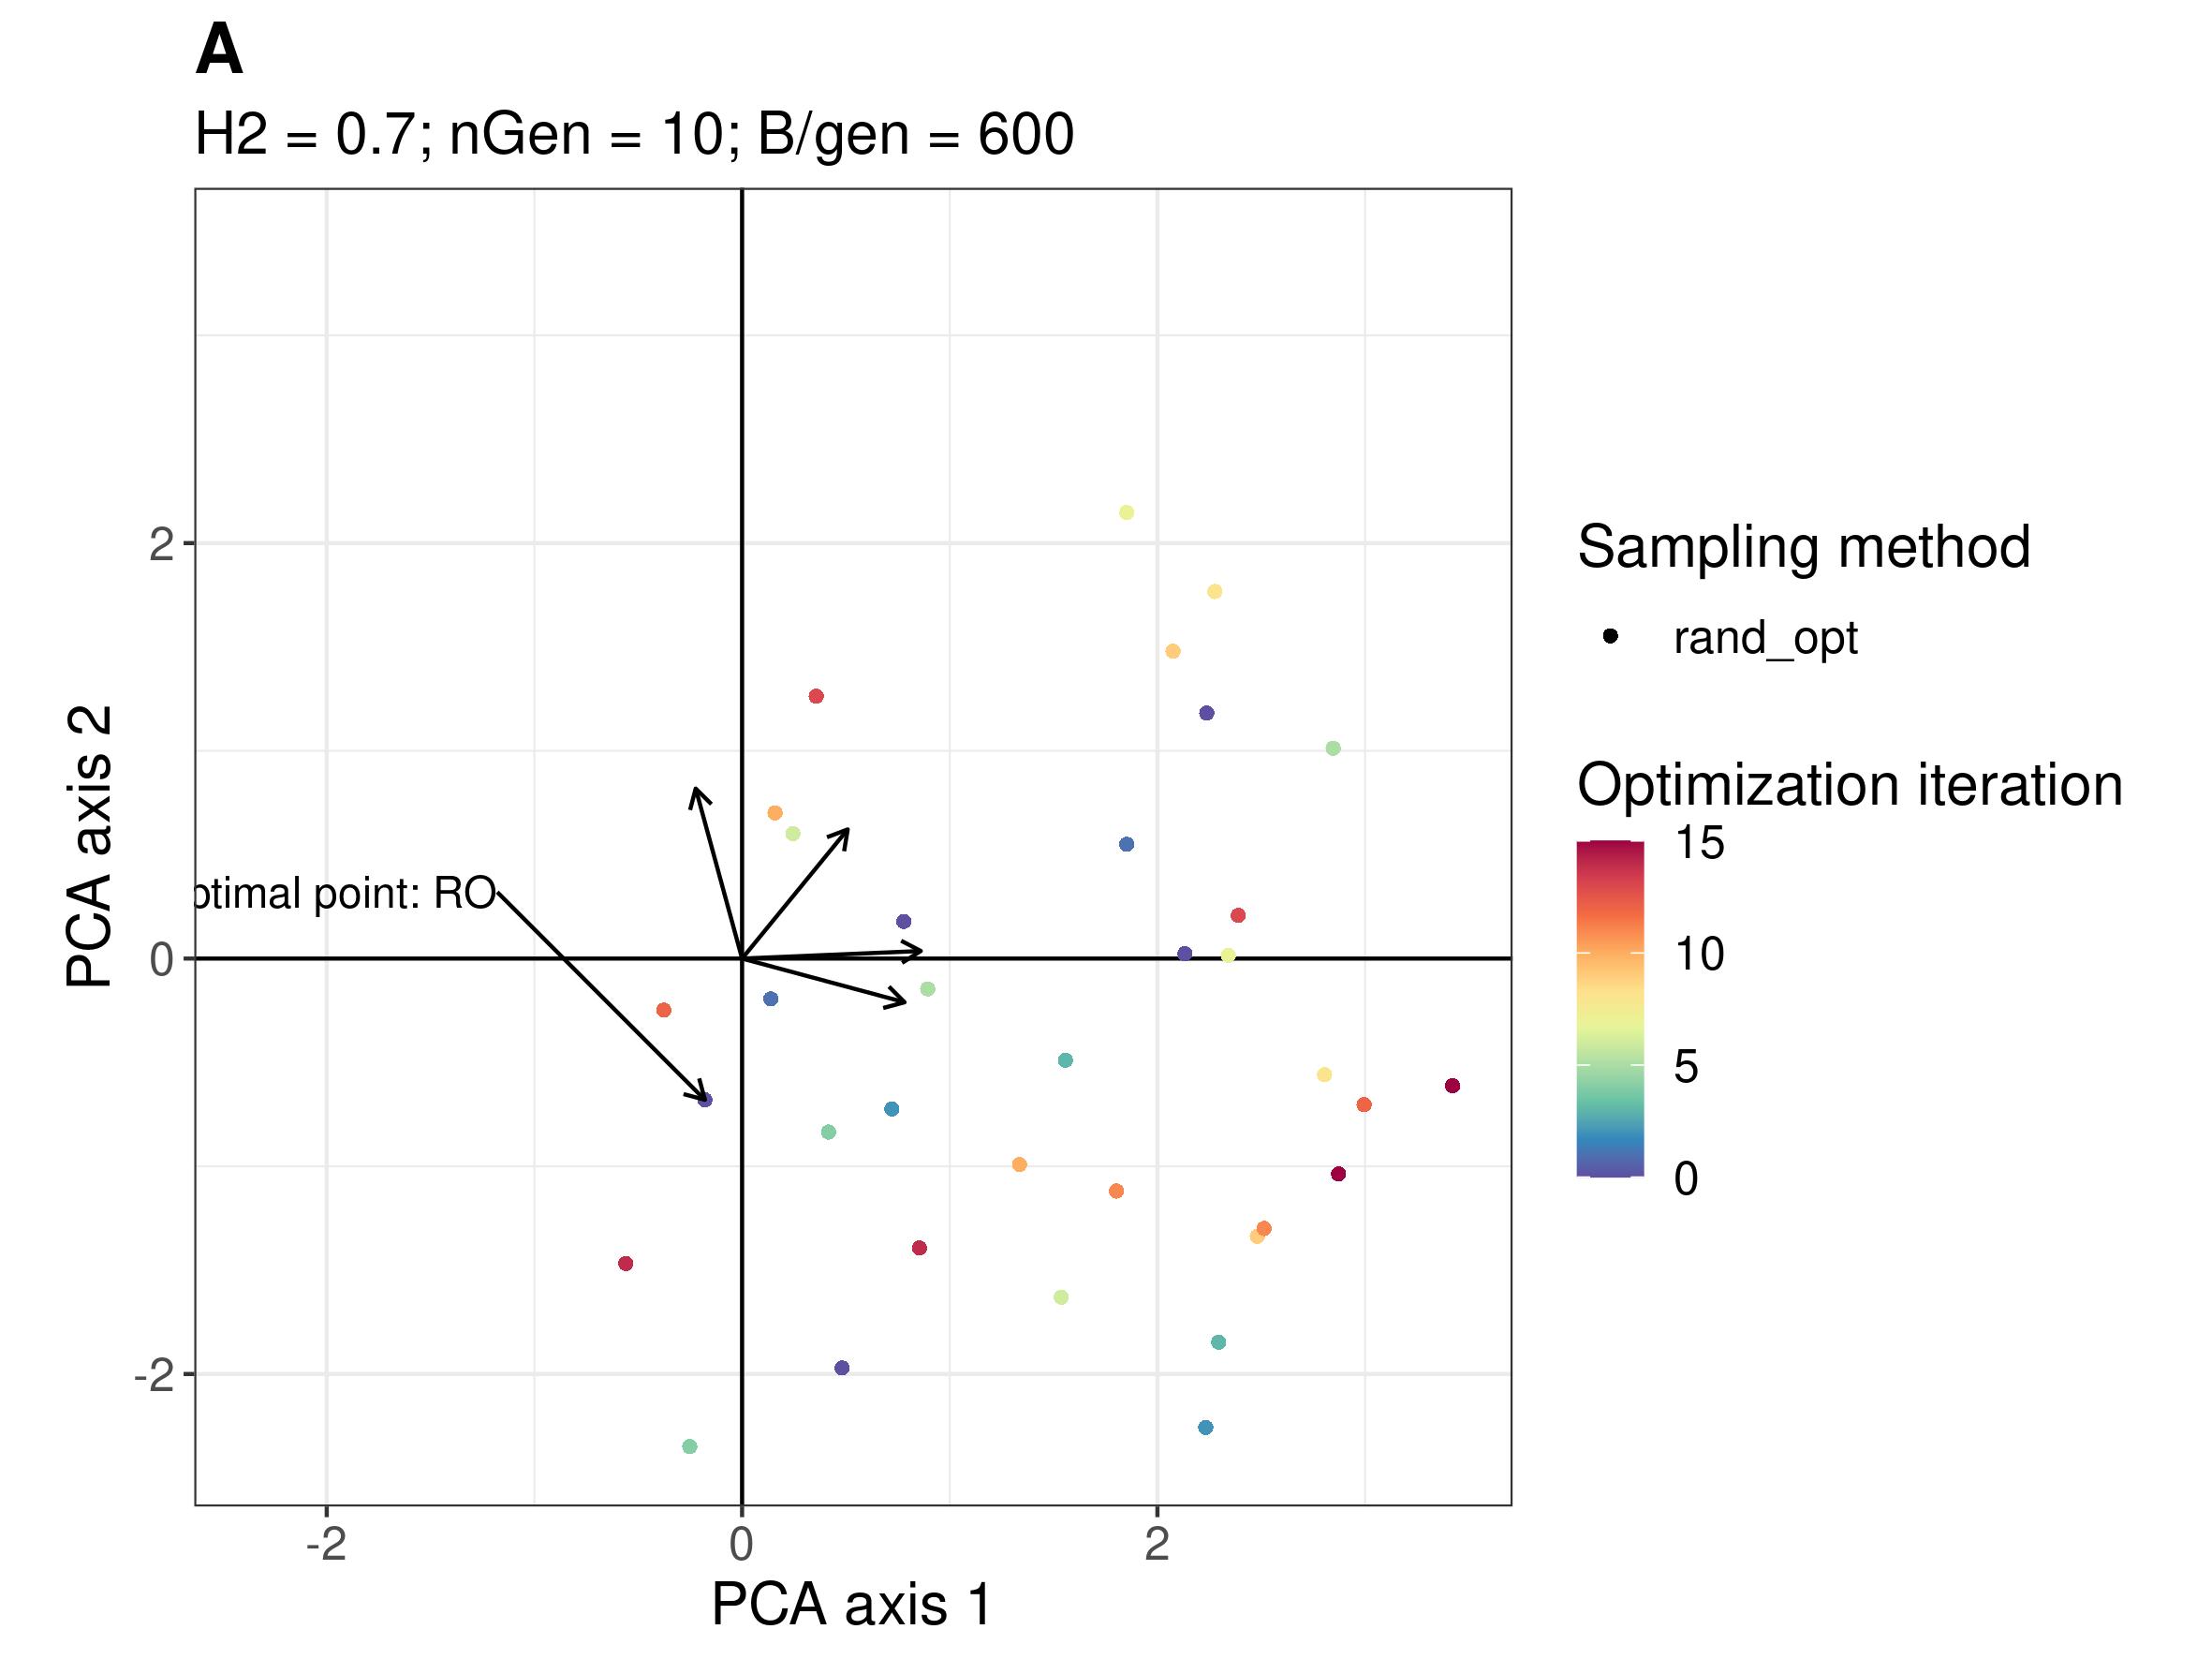 A
H2 = 0.7; nGen = 10; B/gen = 600
PCA axis 2
2
0
-2
ptimal point: RO
-2
0
2
PCA axis 1
Sampling method
rand_opt
Optimization iteration
15
10
5
0